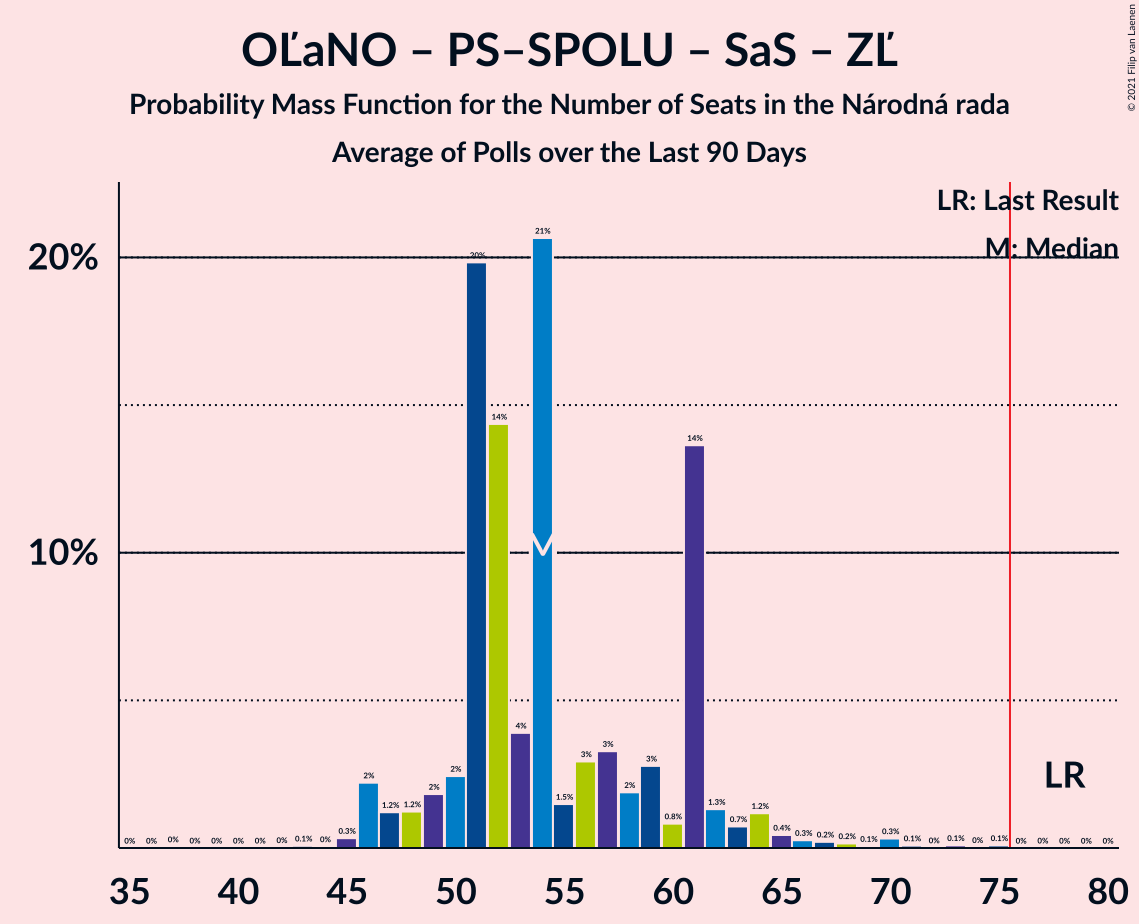 OĽaNO – PS–SPOLU – SaS – ZĽ
Probability Mass Function for the Number of Seats in the Národná rada
Average of Polls over the Last 90 Days
© 2021 Filip van Laenen
LR: Last Result
M: Median
20%
10%
0% 0% 0% 0% 0% 0% 0% 0% 0.1% 0% 0.3% 2% 1.2% 1.2% 2% 2% 20% 14% 4% 21% 1.5% 3% 3% 2% 3% 0.8% 14% 1.3% 0.7% 1.2% 0.4% 0.3% 0.2% 0.2% 0.1% 0.3% 0.1% 0% 0.1% 0% 0.1% 0% 0% 0% 0% 0%
LR
35 40 45 50 55 60 65 70 75 80